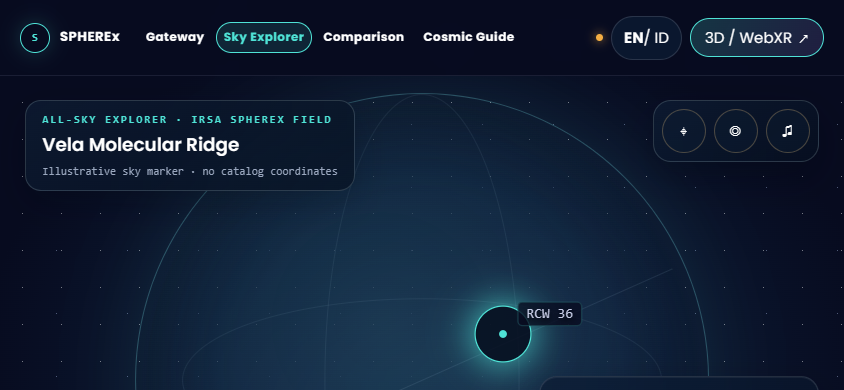 S SPHEREx Gateway Sky Explorer Comparison Cosmic Guide EN/ ID 3D / WebXR ↗
ALL-SKY EXPLORER · IRSA SPHEREX FIELD
Vela Molecular Ridge
Illustrative sky marker · no catalog coordinates
RCW 36